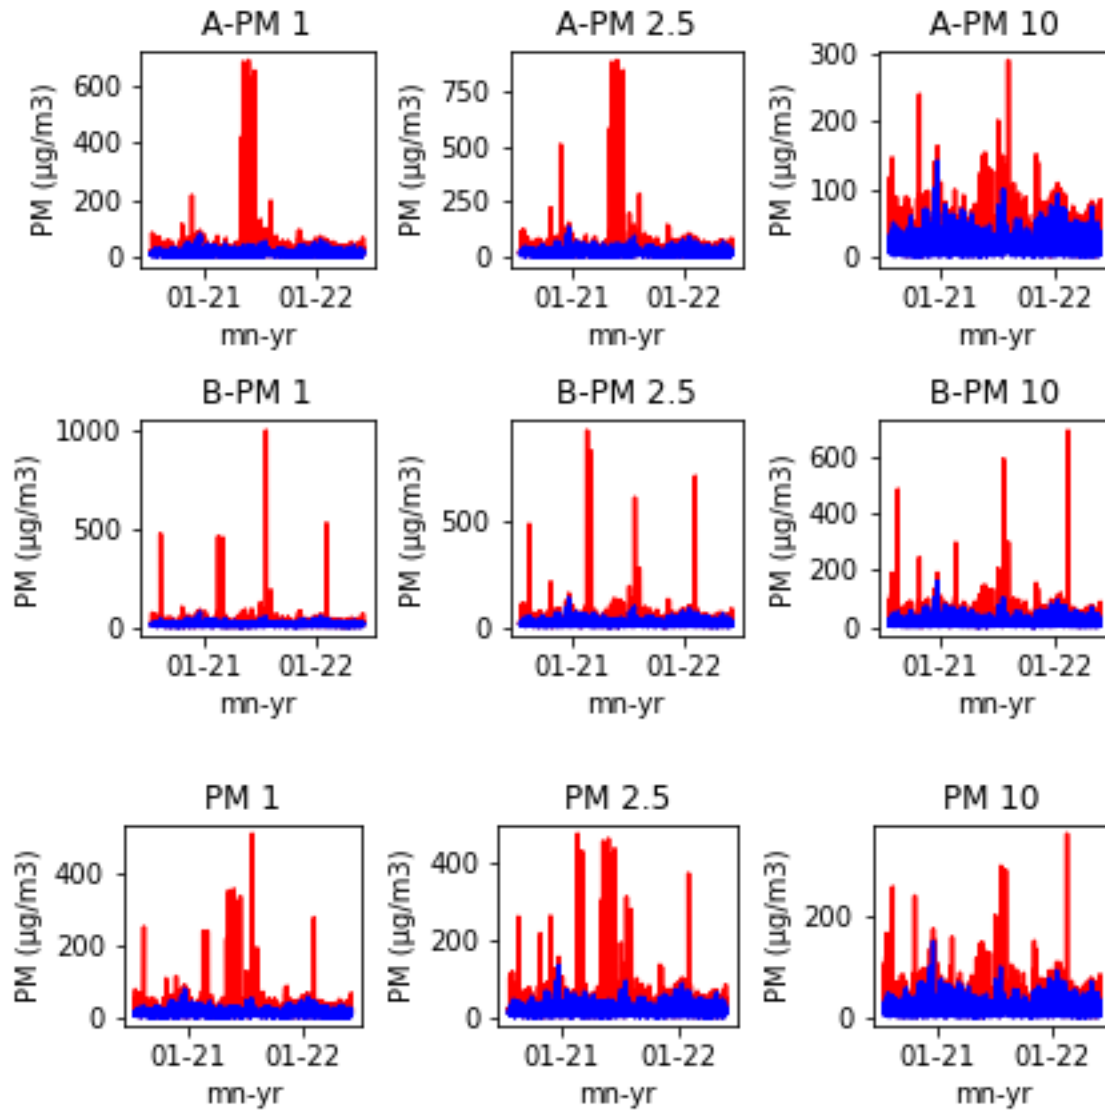 A-PM 1 A-PM 2.5 A-PM 10
PM (µg/m3) 600 400 200 0 PM (µg/m3) 750 500 250 0 PM (µg/m3) 300 200 100 0
01-21 01-22 01-21 01-22 01-21 01-22
mn-yr mn-yr mn-yr
B-PM 1 B-PM 2.5 B-PM 10
PM (µg/m3) 1000 500 0 PM (µg/m3) 500 0 PM (µg/m3) 600 400 200 0
01-21 01-22 01-21 01-22 01-21 01-22
mn-yr mn-yr mn-yr
PM 1 PM 2.5 PM 10
PM (µg/m3) 400 200 0 PM (µg/m3) 400 200 0 PM (µg/m3) 200 0
01-21 01-22 01-21 01-22 01-21 01-22
mn-yr mn-yr mn-yr